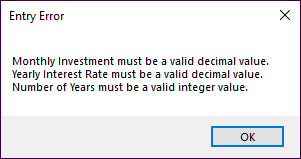 Entry Error
Monthly Investment must be a valid decimal value.
Yearly Interest Rate must be a valid decimal value.
Number of Years must be a valid integer value.
OK